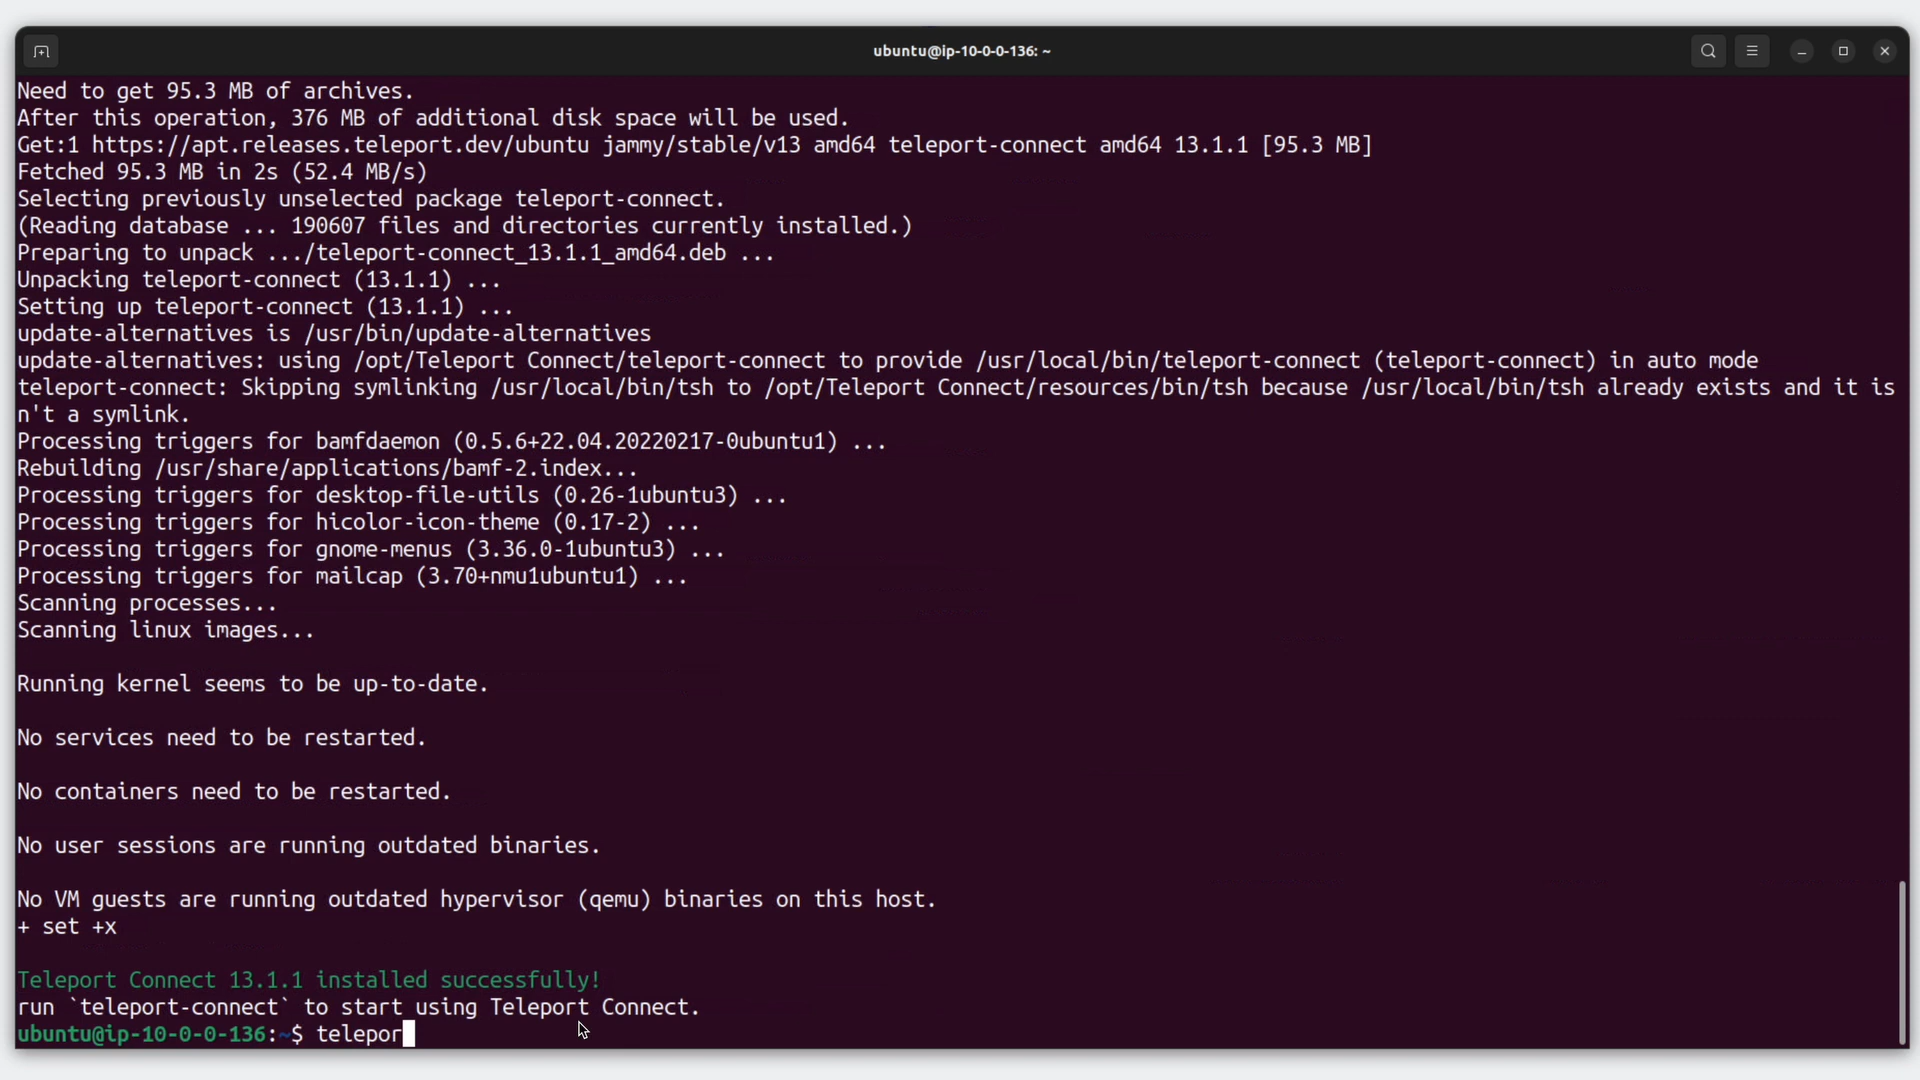 ubuntu@ip-10-0-0-136: ~
Need to get 95.3 MB of archives.
After this operation, 376 MB of additional disk space will be used.
Get:1 https://apt.releases.teleport.dev/ubuntu jammy/stable/v13 amd64 teleport-connect amd64 13.1.1 [95.3 MB]
Fetched 95.3 MB in 2s (52.4 MB/s)
Selecting previously unselected package teleport-connect.
(Reading database ... 190607 files and directories currently installed.)
Preparing to unpack .../teleport-connect_13.1.1_amd64.deb ...
Unpacking teleport-connect (13.1.1) ...
Setting up teleport-connect (13.1.1) ...
update-alternatives is /usr/bin/update-alternatives
update-alternatives: using /opt/Teleport Connect/teleport-connect to provide /usr/local/bin/teleport-connect (teleport-connect) in auto mode
teleport-connect: Skipping symlinking /usr/local/bin/tsh to /opt/Teleport Connect/resources/bin/tsh because /usr/local/bin/tsh already exists and it is
n't a symlink.
Processing triggers for bamfdaemon (0.5.6+22.04.20220217-0ubuntu1) ...
Rebuilding /usr/share/applications/bamf-2.index...
Processing triggers for desktop-file-utils (0.26-1ubuntu3) ...
Processing triggers for hicolor-icon-theme (0.17-2) ...
Processing triggers for gnome-menus (3.36.0-1ubuntu3) ...
Processing triggers for mailcap (3.70+nmu1ubuntu1) ...
Scanning processes...
Scanning linux images...
Running kernel seems to be up-to-date.
No services need to be restarted.
No containers need to be restarted.
No user sessions are running outdated binaries.
No VM guests are running outdated hypervisor (qemu) binaries on this host.
+ set +x
Teleport Connect 13.1.1 installed successfully!
run `teleport-connect` to start using Teleport Connect.
ubuntu@ip-10-0-0-136:~$ telepor